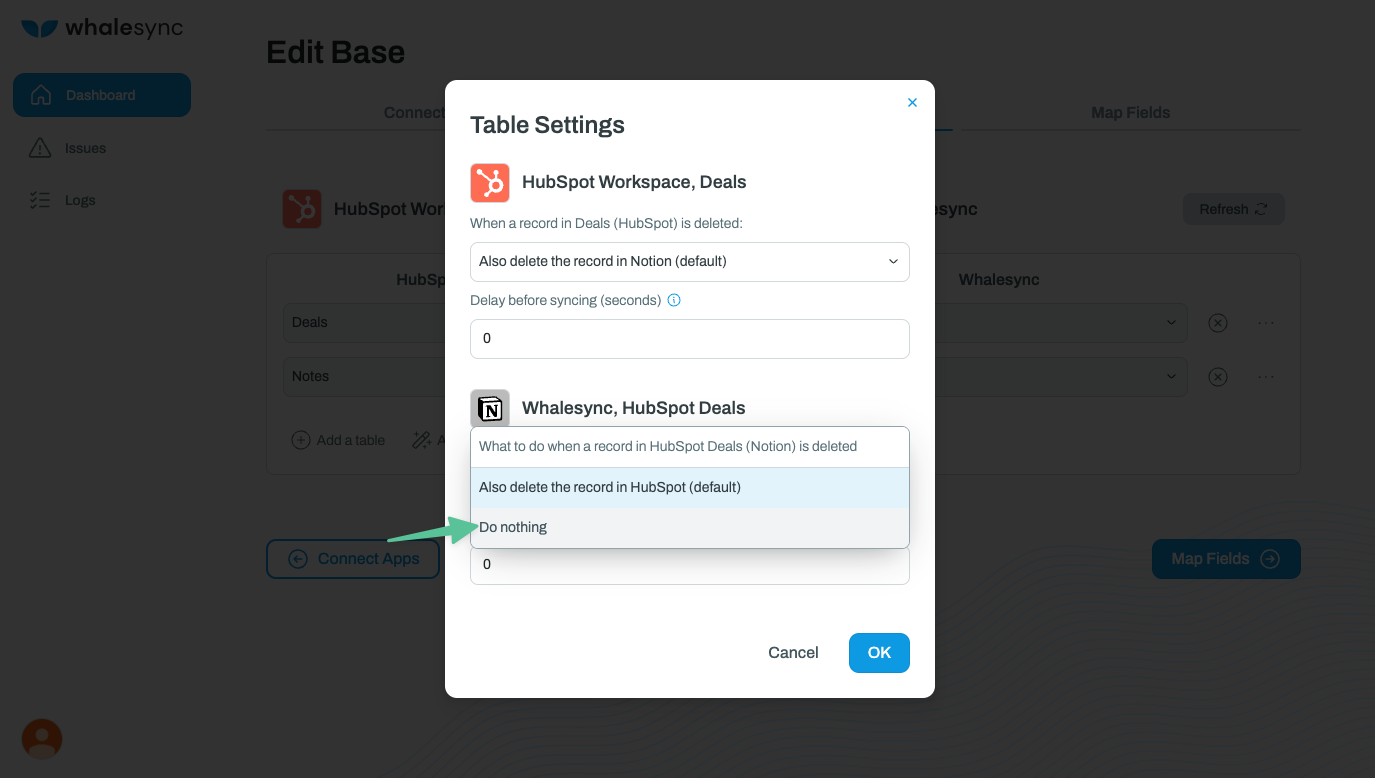 whalesync
Edit Base
Dashboard
Issues
Logs
Connect
Map Fields
Table Settings
HubSpot Workspace, Deals
When a record in Deals (HubSpot) is deleted:
Also delete the record in Notion (default)
Delay before syncing (seconds)
0
Whalesync, HubSpot Deals
What to do when a record in HubSpot Deals (Notion) is deleted
Also delete the record in HubSpot (default)
Do nothing
0
Cancel
OK
HubSpot Wor
sync
Refresh
HubSp
Whalesync
Deals
Notes
Add a table
A
Connect Apps
Map Fields